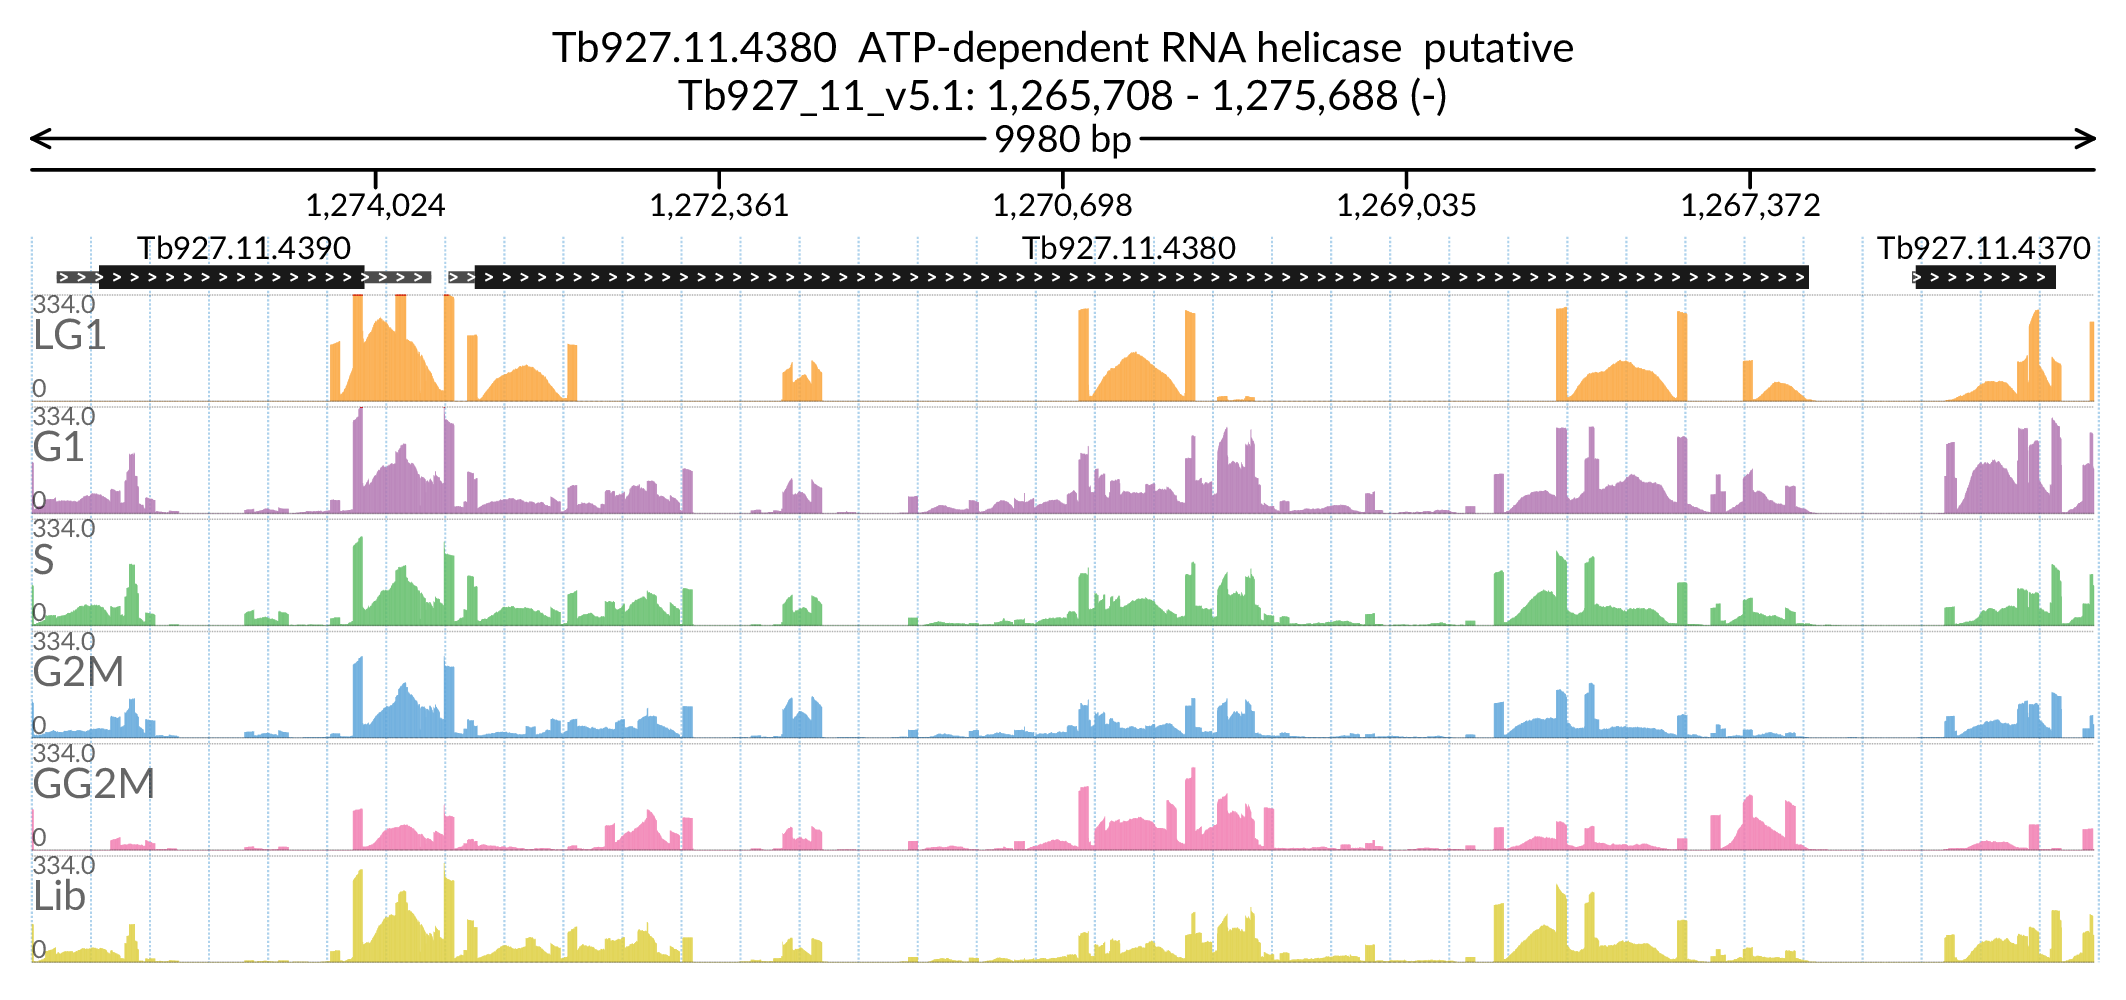 Tb927.11.4380 ATP-dependent RNA helicase putative
Tb927_11_v5.1: 1,265,708 - 1,275,688 (-)
9980 bp
1,274,024 1,272,361 1,270,698 1,269,035 1,267,372
Tb927.11.4390 Tb927.11.4380 Tb927.11.4370
334.0
LG1
0
334.0
G1
0
334.0
S
0
334.0
G2M
0
334.0
GG2M
0
334.0
Lib
0